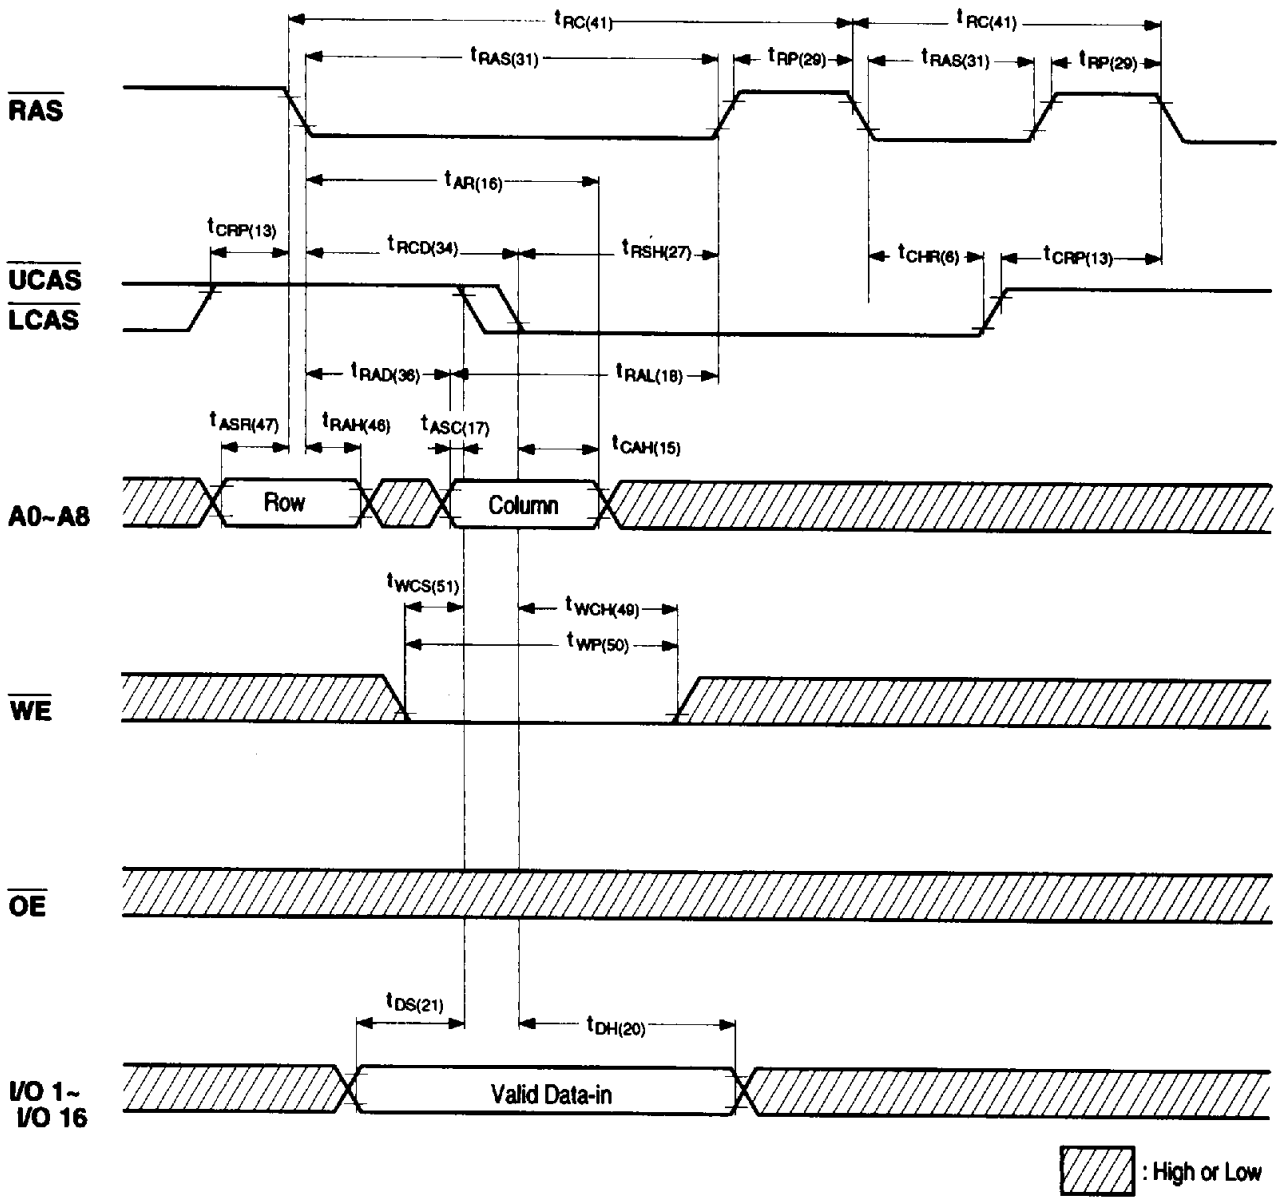 tRC(41) tRC(41)
tRAS(31) tRP(29) tRAS(31) tRP(29)
RAS
tAR(16)
tCRP(13) tRCD(34) tRSH(27) tCHR(6) tCRP(13)
UCAS
LCAS
tRAD(36) tRAL(18)
tASR(47) tRAH(46) tASC(17) tCAH(15)
A0~A8 Row Column
tWCS(51) tWCH(49)
tWP(50)
WE
OE
tDS(21) tDH(20)
I/O 1~
I/O 16
Valid Data-in
: High or Low